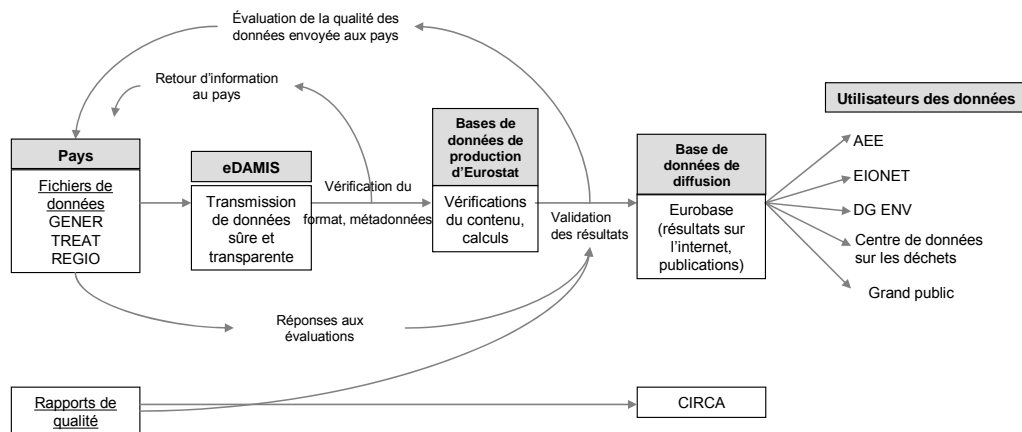 Évaluation de la qualité des
données envoyée aux pays
Retour d'information
au pays
Utilisateurs des données
Pays
Fichiers de
données
GENER
TREAT
REGIO
eDAMIS
Transmission
de données
sûre et
transparente
Vérification du
format, métadonnées
Bases de
données de
production
d'Eurostat
Vérifications
du contenu,
calculs
Validation
des résultats
Base de
données de
diffusion
Eurobase
(résultats sur
l'internet,
publications)
AEE
EIONET
DG ENV
Centre de données
sur les déchets
Grand public
Réponses aux
évaluations
Rapports de
qualité
CIRCA